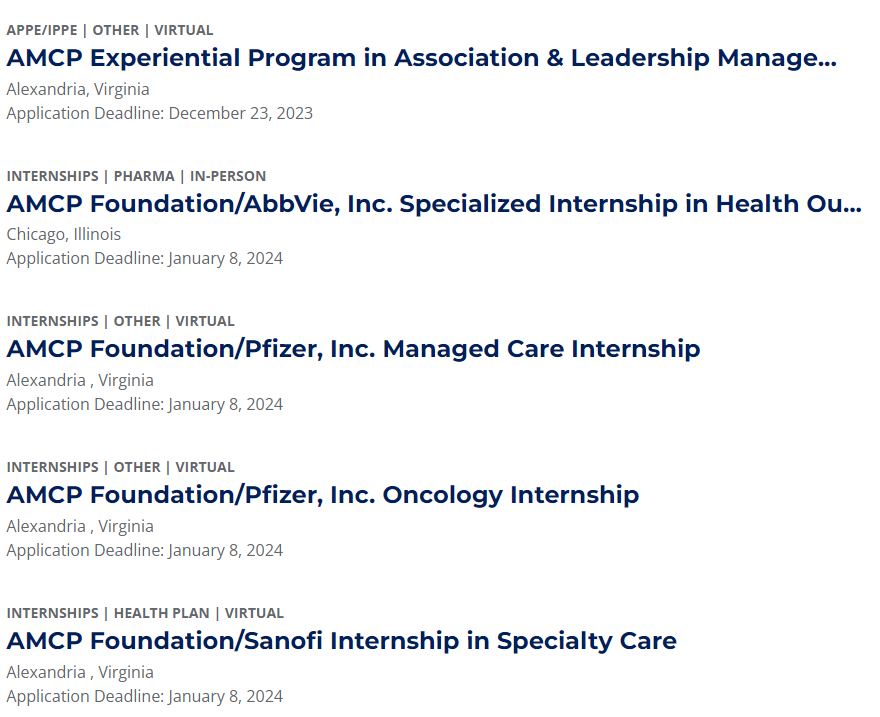 APPE/IPPE | OTHER | VIRTUAL
AMCP Experiential Program in Association & Leadership Manage...
Alexandria, Virginia
Application Deadline: December 23, 2023
INTERNSHIPS | PHARMA | IN-PERSON
AMCP Foundation/AbbVie, Inc. Specialized Internship in Health Ou...
Chicago, Illinois
Application Deadline: January 8, 2024
INTERNSHIPS | OTHER | VIRTUAL
AMCP Foundation/Pfizer, Inc. Managed Care Internship
Alexandria , Virginia
Application Deadline: January 8, 2024
INTERNSHIPS | OTHER | VIRTUAL
AMCP Foundation/Pfizer, Inc. Oncology Internship
Alexandria , Virginia
Application Deadline: January 8, 2024
INTERNSHIPS | HEALTH PLAN | VIRTUAL
AMCP Foundation/Sanofi Internship in Specialty Care
Alexandria , Virginia
Application Deadline: January 8, 2024